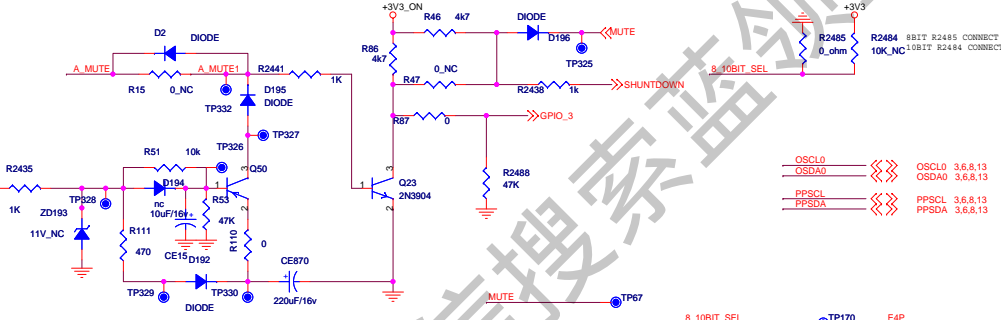 +3V3_ON
+3V3
R46
4k7
DIODE
D196
MUTE
TP325
R86
4k7
0_NC
R47
R2438
1k
SHUNTDOWN
R87
0
GPIO_3
R2488
47K
D2
DIODE
A_MUTE
A_MUTE1
R2441
1K
R15
0_NC
TP332
D195
DIODE
TP327
TP326
R51
10k
Q50
3
1
2
R2435
1K
TP328
D194
nc
10uF/16v
R53
47K
ZD193
11V_NC
R111
470
CE15
D192
R110
0
CE870
220uF/16v
TP329
TP330
DIODE
3
1
2
Q23
2N3904
R2485
0_ohm
R2484
10K_NC
8BIT R2485 CONNECT
10BIT R2484 CONNECT
8_10BIT_SEL
OSCL0
OSDA0
OSCL0 3,6,8,13
OSDA0 3,6,8,13
PPSCL
PPSDA
PPSCL 3,6,8,13
PPSDA 3,6,8,13
MUTE
TP67
8_10BIT_SEL
TP170
搜索